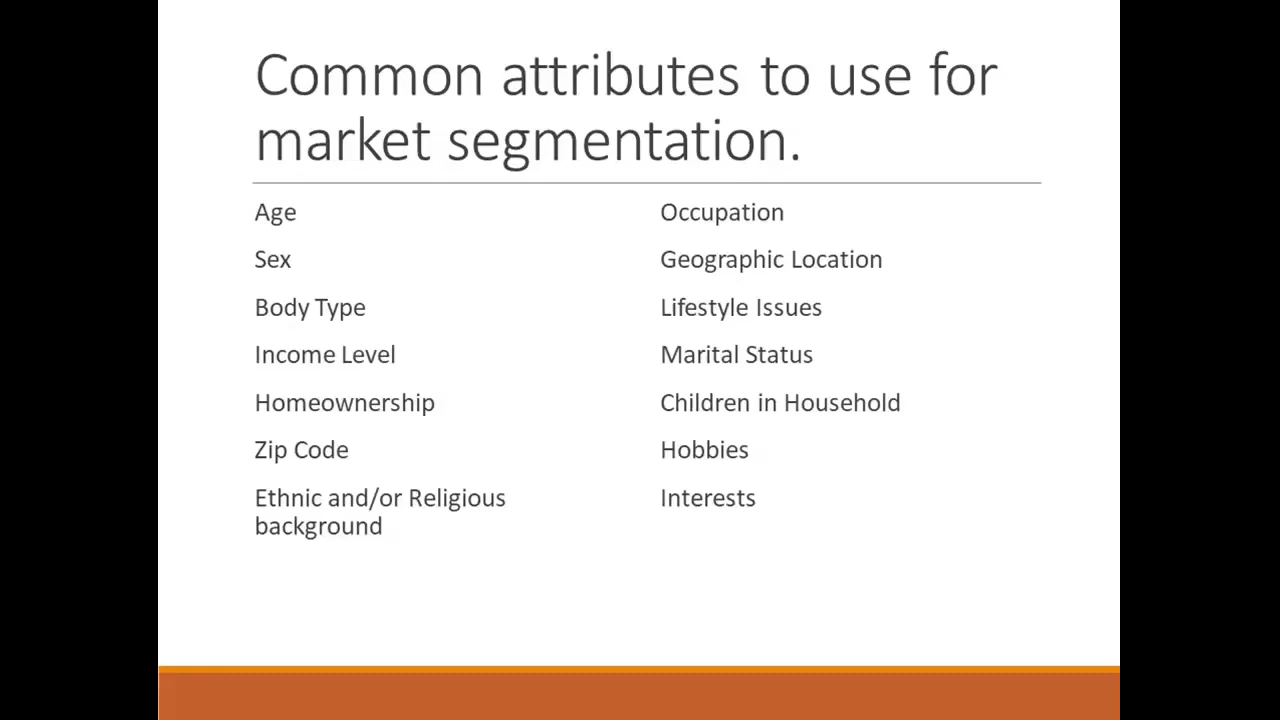 Common attributes to use for
market segmentation.
Age
Sex
Body Type
Income Level
Homeownership
Zip Code
Ethnic and/or Religious
background
Occupation
Geographic Location
Lifestyle Issues
Marital Status
Children in Household
Hobbies
Interests